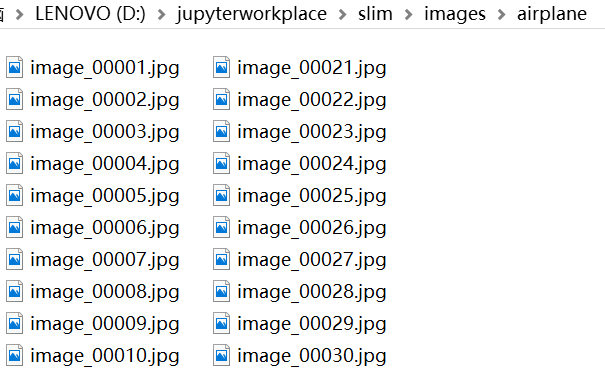 LENOVO (D:) > jupyterworkplace > slim > images > airplane
image_00001.jpg image_00021.jpg
image_00002.jpg image_00022.jpg
image_00003.jpg image_00023.jpg
image_00004.jpg image_00024.jpg
image_00005.jpg image_00025.jpg
image_00006.jpg image_00026.jpg
image_00007.jpg image_00027.jpg
image_00008.jpg image_00028.jpg
image_00009.jpg image_00029.jpg
image_00010.jpg image_00030.jpg